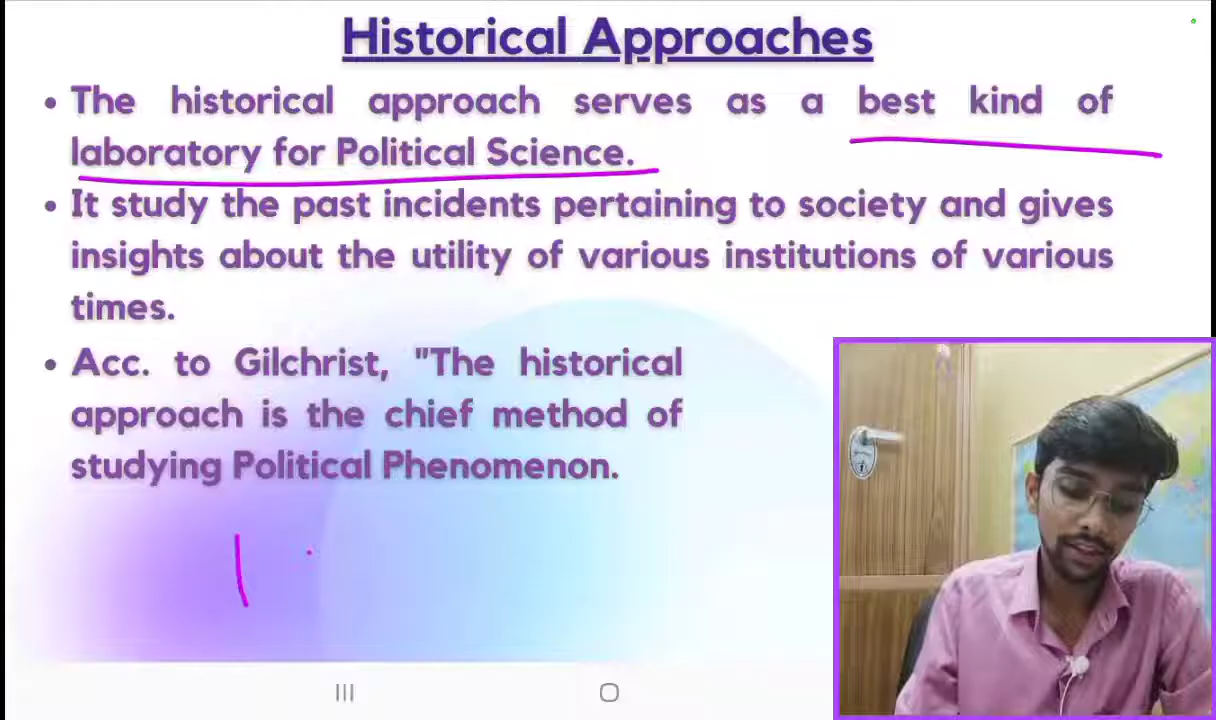 Historical Approaches
• The historical approach serves as a best kind of
laboratory for Political Science.
• It study the past incidents pertaining to society and gives
insights about the utility of various institutions of various
times.
• Acc. to Gilchrist, "The historical
approach is the chief method of
studying Political Phenomenon.